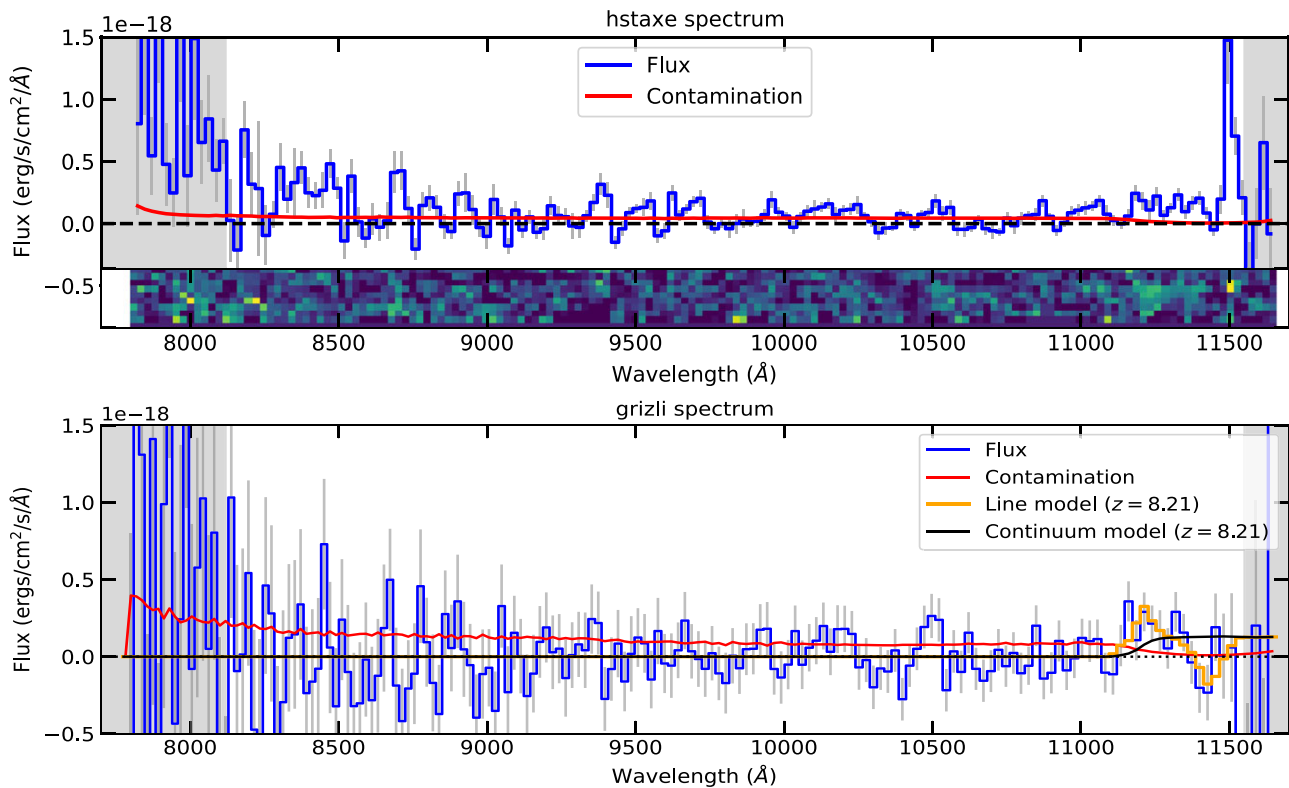 hstaxe spectrum
1e−18
1.5
1.0
0.5
0.0
−0.5
Flux (erg/s/cm²/Å)
Flux
Contamination
8000 8500 9000 9500 10000 10500 11000 11500
Wavelength (Å)
grizli spectrum
1e−18
1.5
1.0
0.5
0.0
−0.5
Flux (ergs/cm²/s/Å)
Flux
Contamination
Line model (z = 8.21)
Continuum model (z = 8.21)
8000 8500 9000 9500 10000 10500 11000 11500
Wavelength (Å)